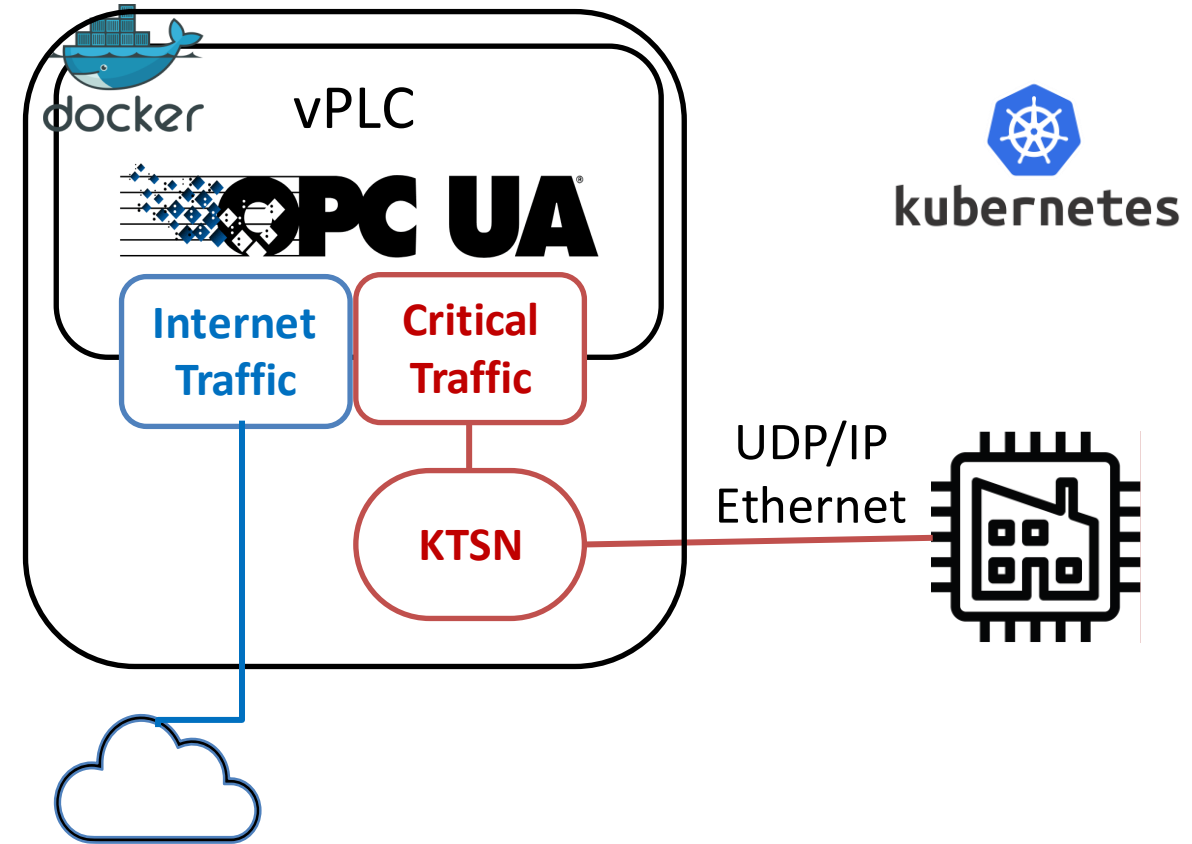 docker
vPLC
OPC UA®
kubernetes
Internet
Traffic
Critical
Traffic
UDP/IP
Ethernet
KTSN